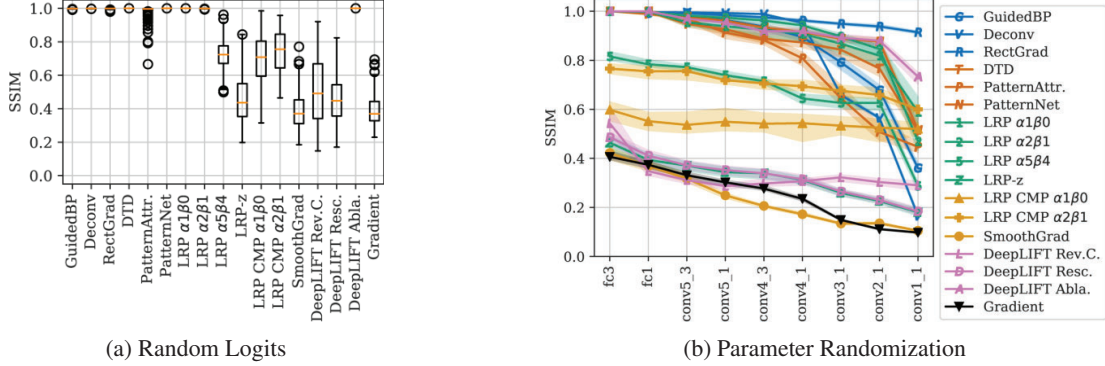 SSIM
1.0
0.8
0.6
0.4
0.2
0.0
GuidedBP
Deconv
RectGrad
DTD
PatternAttr.
PatternNet
LRP α1β0
LRP α2β1
LRP α5β4
LRP-z
LRP CMP α1β0
LRP CMP α2β1
SmoothGrad
DeepLIFT Rev.C.
DeepLIFT Resc.
DeepLIFT Abla.
Gradient
(a) Random Logits
SSIM
1.0
0.8
0.6
0.4
0.2
0.0
fc3
fc1
conv5_3
conv5_1
conv4_3
conv4_1
conv3_1
conv2_1
conv1_1
GuidedBP
Deconv
RectGrad
DTD
PatternAttr.
PatternNet
LRP α1β0
LRP α2β1
LRP α5β4
LRP-z
LRP CMP α1β0
LRP CMP α2β1
SmoothGrad
DeepLIFT Rev.C.
DeepLIFT Resc.
DeepLIFT Abla.
Gradient
(b) Parameter Randomization